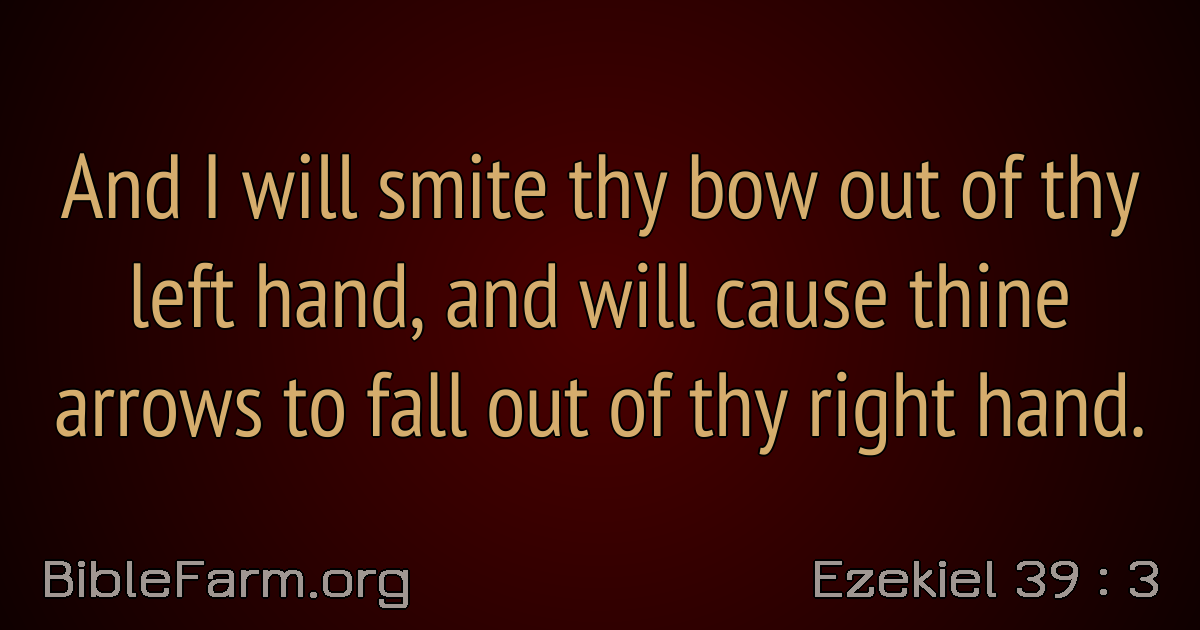 And I will smite thy bow out of thy
left hand, and will cause thine
arrows to fall out of thy right hand.
BibleFarm.org
Ezekiel 39 : 3